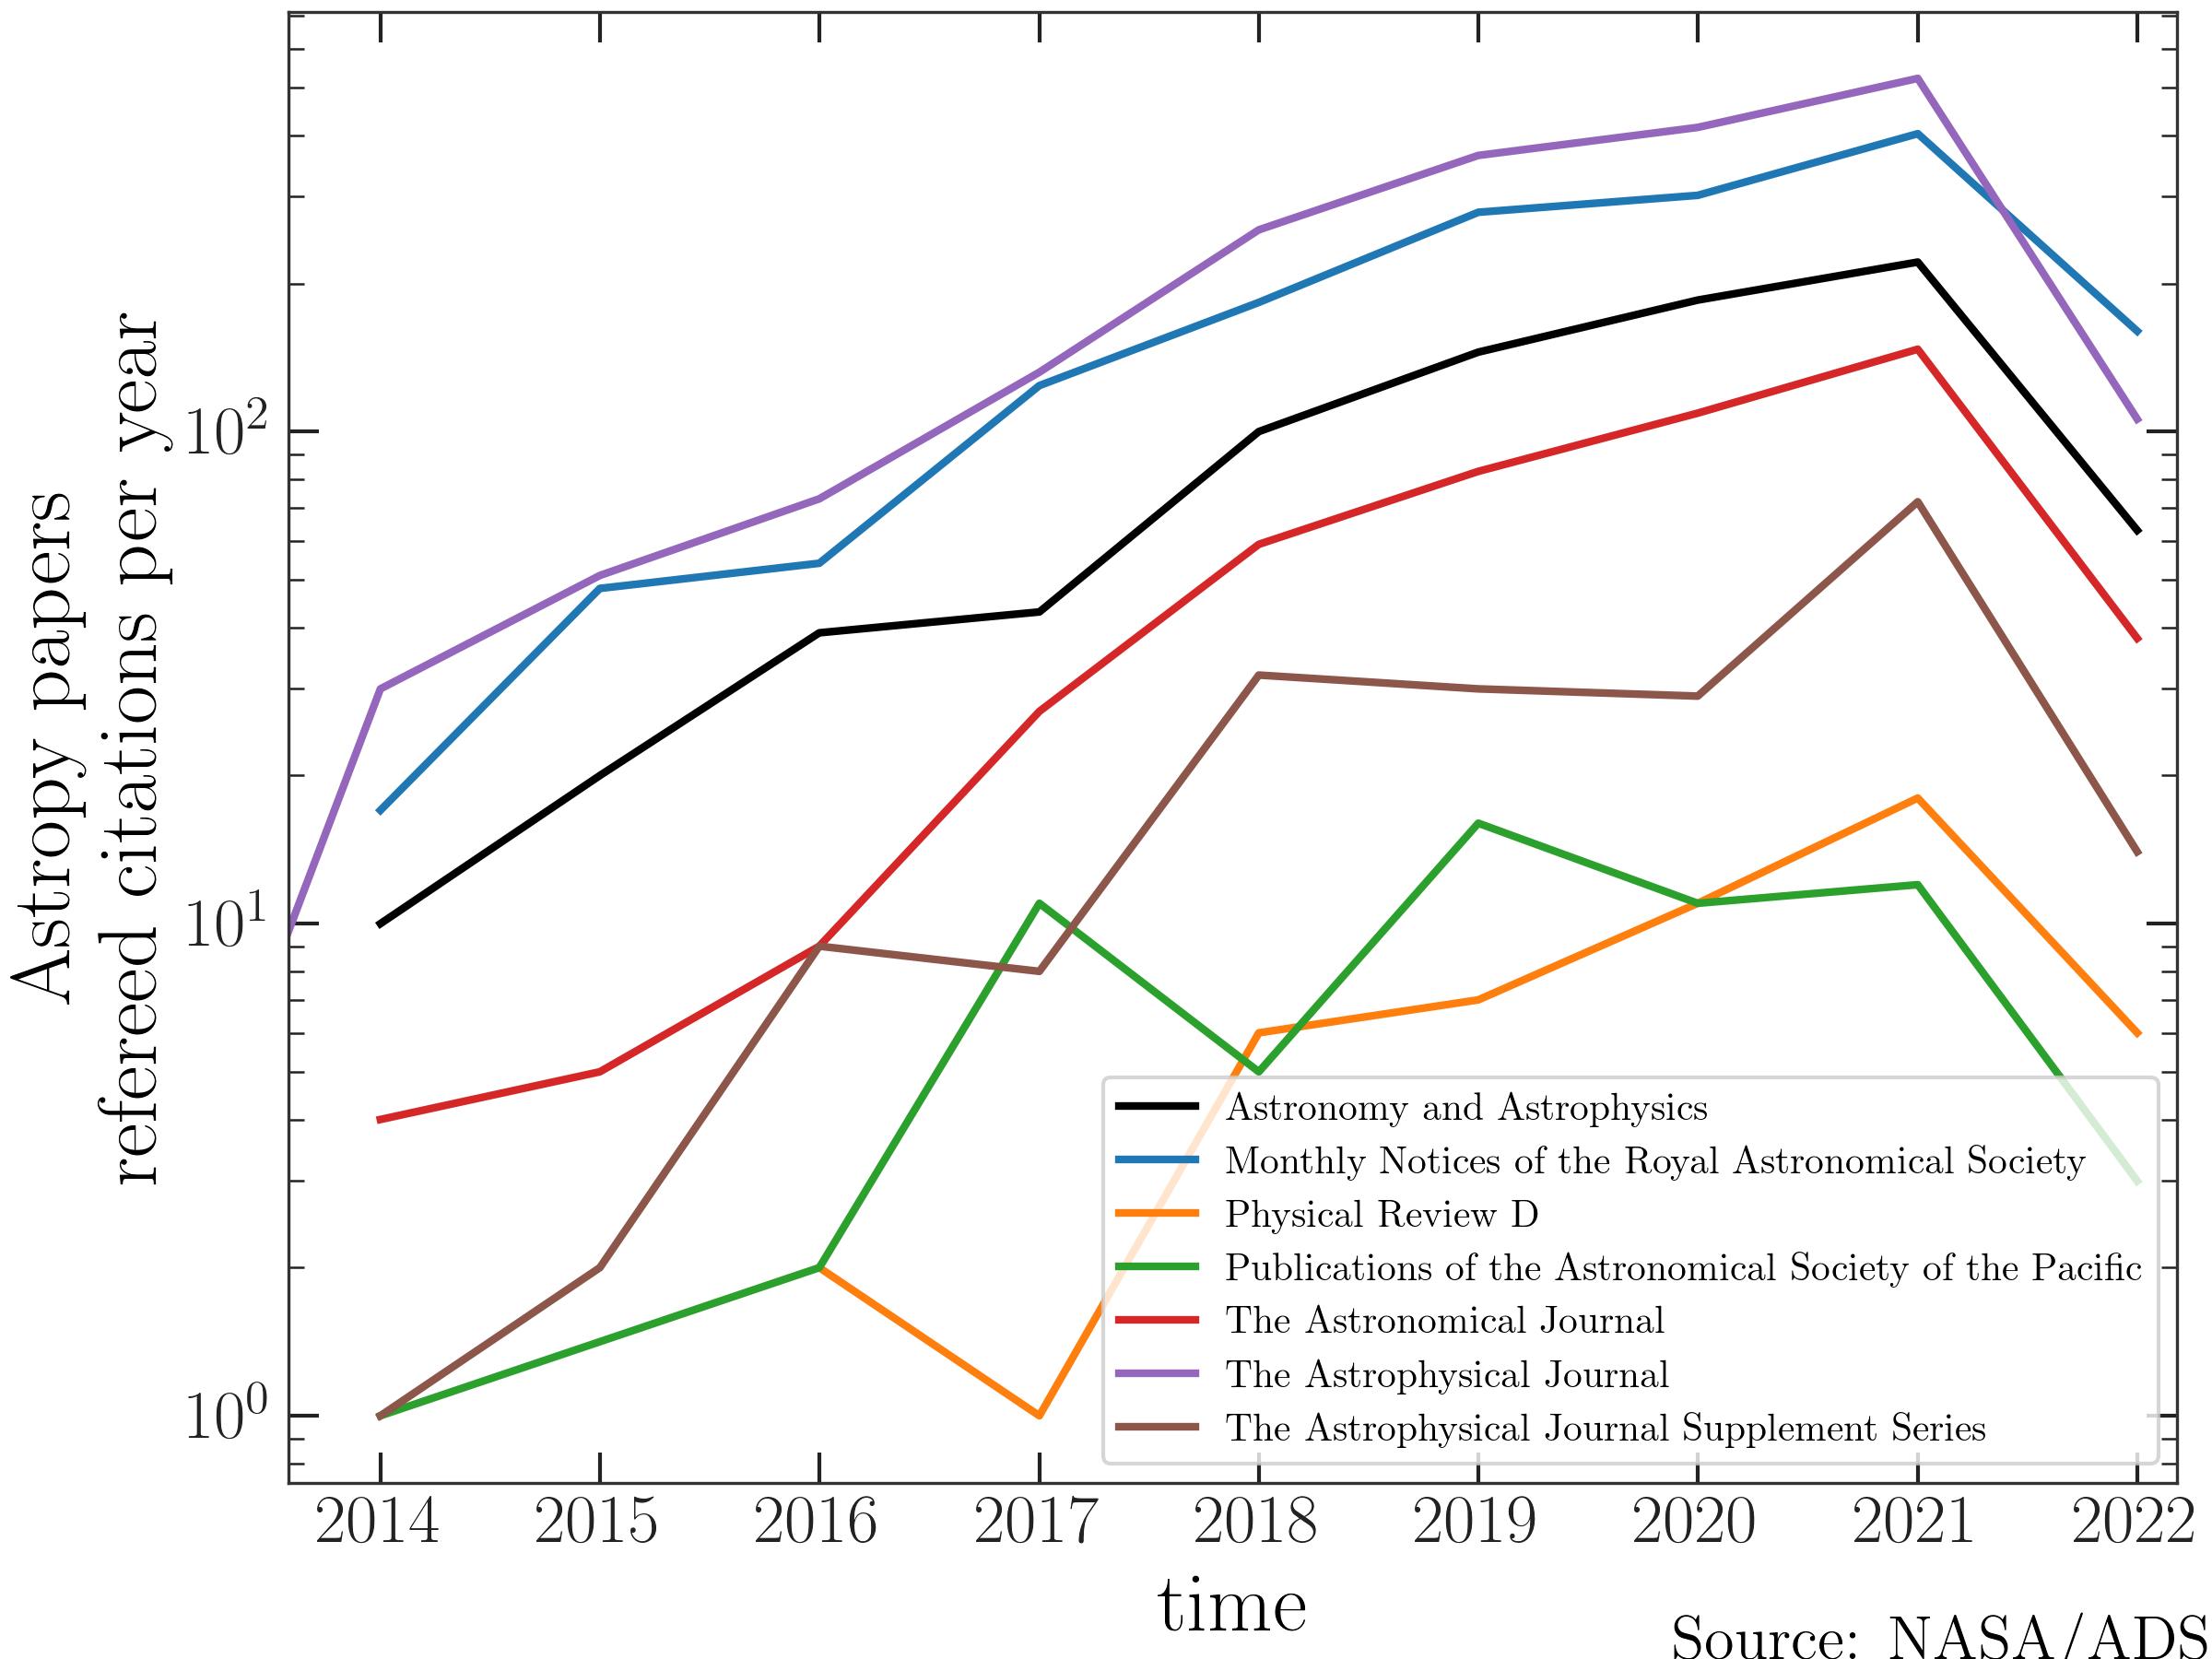 Astropy papers
refereed citations per year
10²
10¹
10⁰
Astronomy and Astrophysics
Monthly Notices of the Royal Astronomical Society
Physical Review D
Publications of the Astronomical Society of the Pacific
The Astronomical Journal
The Astrophysical Journal
The Astrophysical Journal Supplement Series
2014 2015 2016 2017 2018 2019 2020 2021 2022
time
Source: NASA/ADS